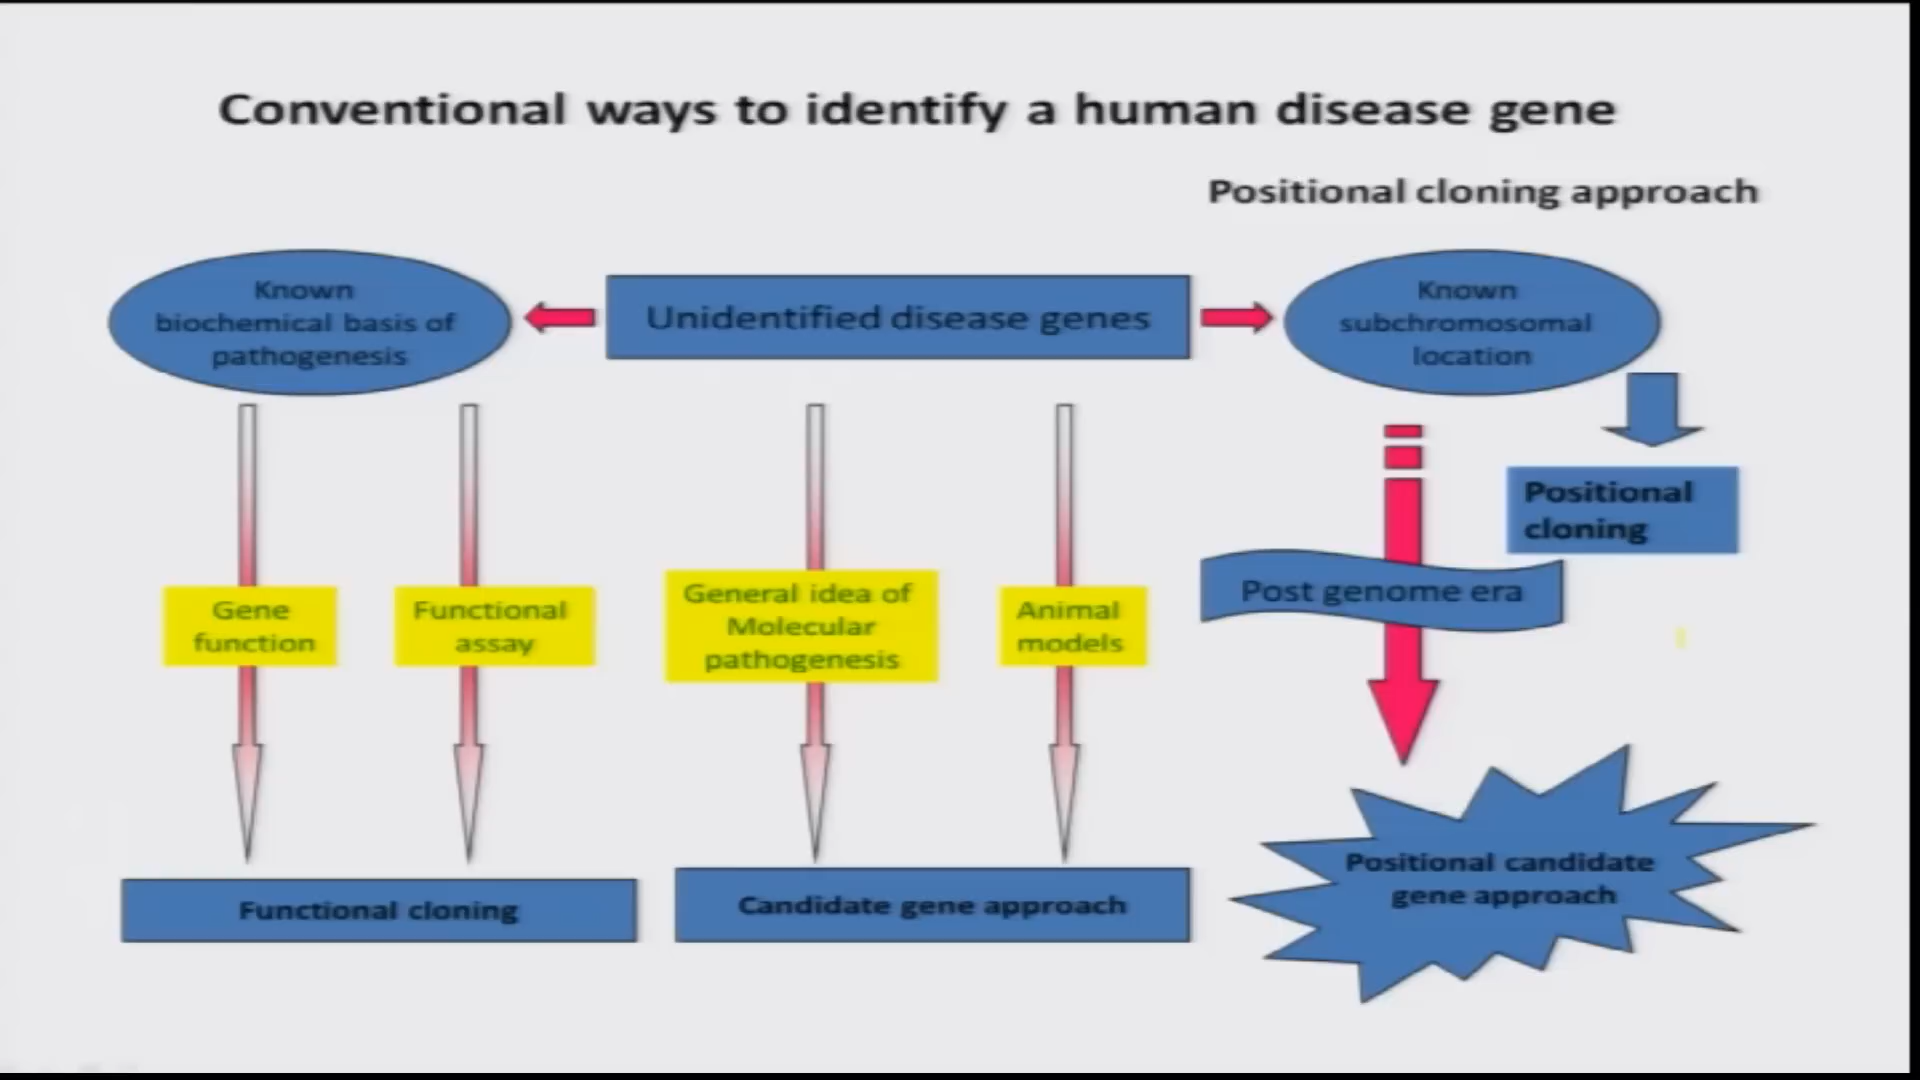 Conventional ways to identify a human disease gene
Positional cloning approach
Known
biochemical basis of
pathogenesis
Unidentified disease genes
Known
subchromosomal
location
Positional
cloning
Post genome era
Gene
function
Functional
assay
General idea of
Molecular
pathogenesis
Animal
models
Functional cloning
Candidate gene approach
Positional candidate
gene approach